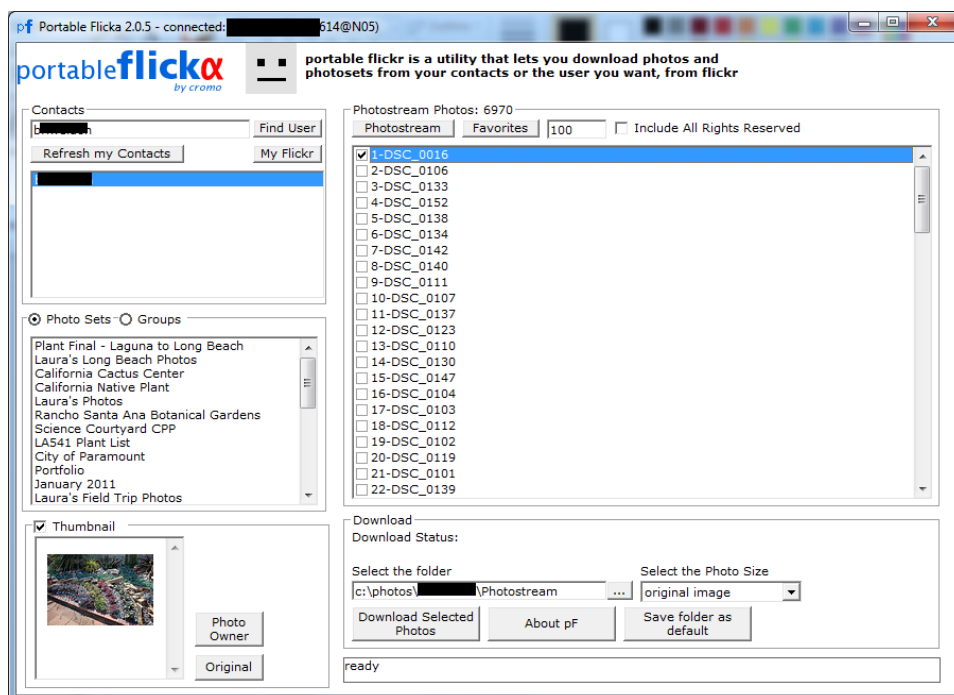 pf Portable Flicka 2.0.5 - connected: 614@N05)
portableflickα
by cromo
portable flickr is a utility that lets you download photos and
photosets from your contacts or the user you want, from flickr
Contacts
Find User
Refresh my Contacts
My Flickr
Photo Sets
Groups
Plant Final - Laguna to Long Beach
Laura's Long Beach Photos
California Cactus Center
California Native Plant
Laura's Photos
Rancho Santa Ana Botanical Gardens
Science Courtyard CPP
LA541 Plant List
City of Paramount
Portfolio
January 2011
Laura's Field Trip Photos
Thumbnail
Photo
Owner
Original
Photostream Photos: 6970
Photostream
Favorites
100
Include All Rights Reserved
1-DSC_0016
2-DSC_0106
3-DSC_0133
4-DSC_0152
5-DSC_0138
6-DSC_0134
7-DSC_0142
8-DSC_0140
9-DSC_0111
10-DSC_0107
11-DSC_0137
12-DSC_0123
13-DSC_0110
14-DSC_0130
15-DSC_0147
16-DSC_0104
17-DSC_0103
18-DSC_0112
19-DSC_0102
20-DSC_0119
21-DSC_0101
22-DSC_0139
Download
Download Status:
Select the folder
Select the Photo Size
c:\photos\ \Photostream
...
original image
Download Selected
Photos
About pF
Save folder as
default
ready